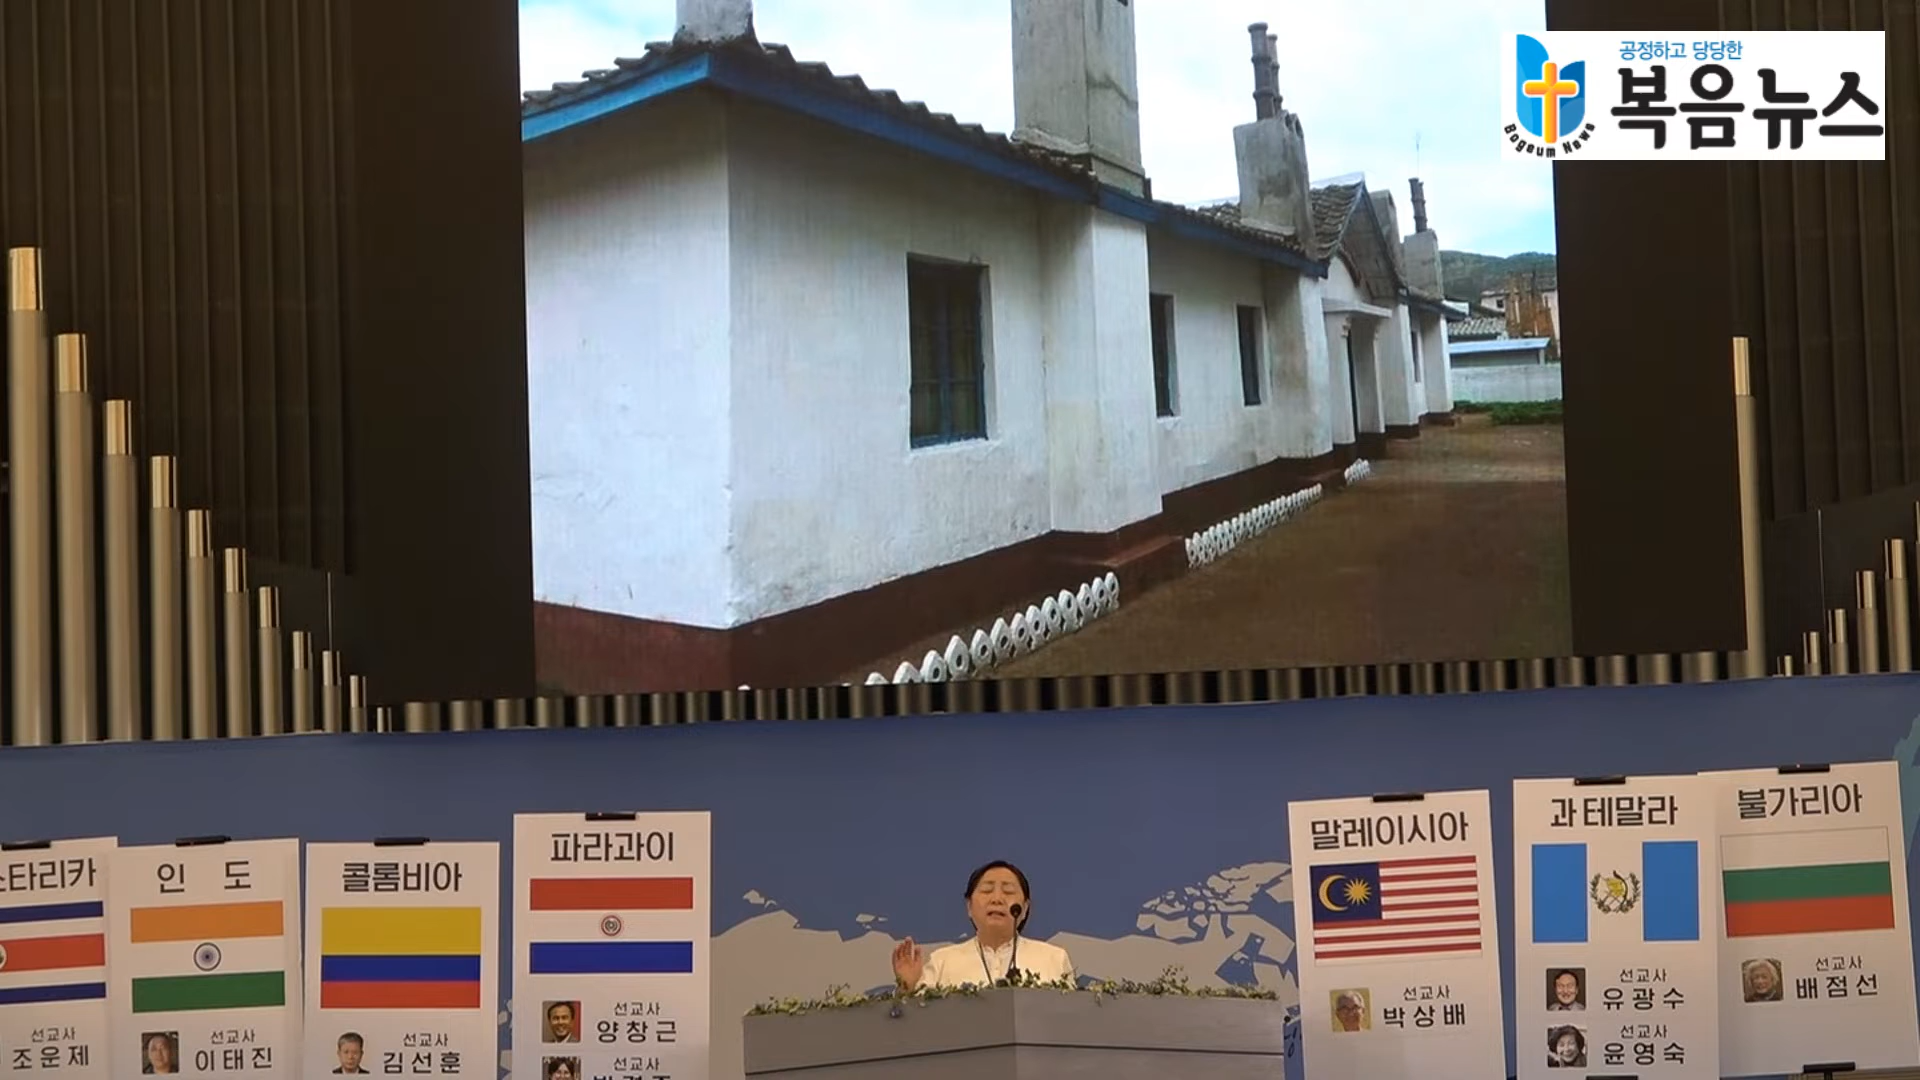 공정하고 당당한
복음뉴스
Bogeum News
스타리카
선교사
조운제
인 도
선교사
이태진
콜롬비아
선교사
김선훈
파라과이
선교사
양창근
선교사
말레이시아
선교사
박상배
과테말라
선교사
유광수
선교사
윤영숙
불가리아
선교사
배점선